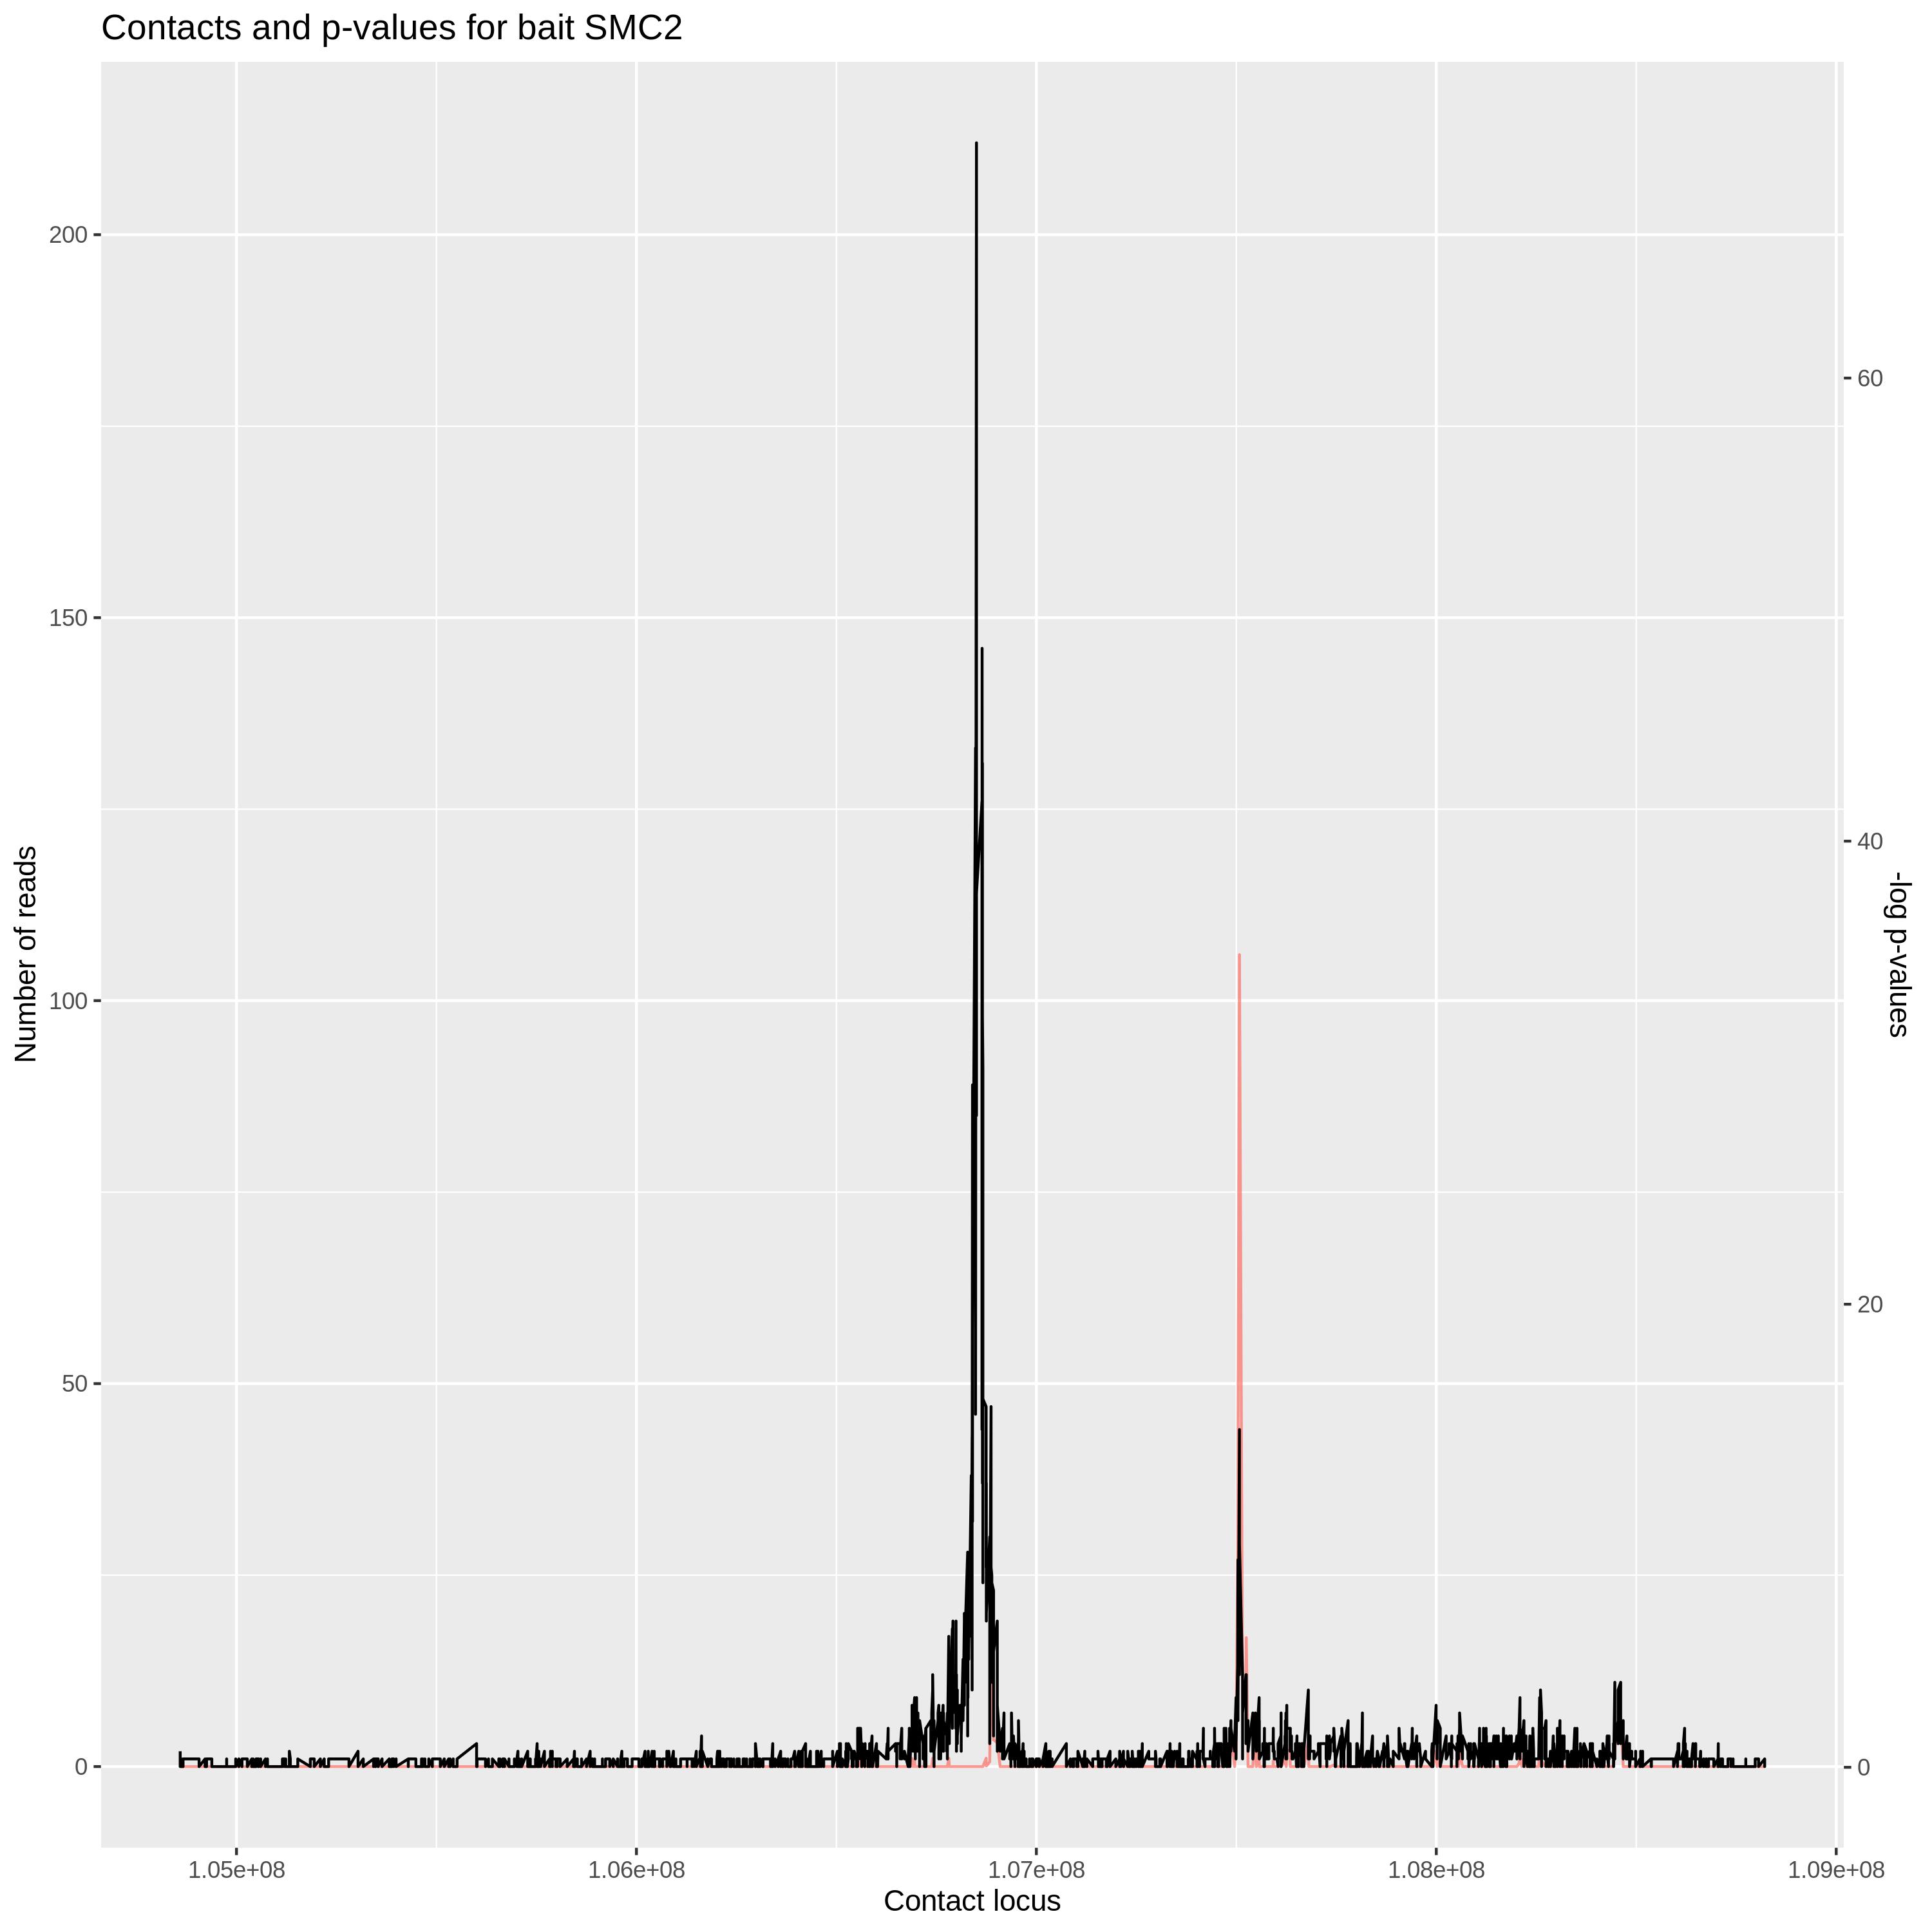 Contacts and p-values for bait SMC2
200
150
100
50
0
Number of reads
60
40
20
0
-log p-values
1.05e+08
1.06e+08
1.07e+08
1.08e+08
1.09e+08
Contact locus